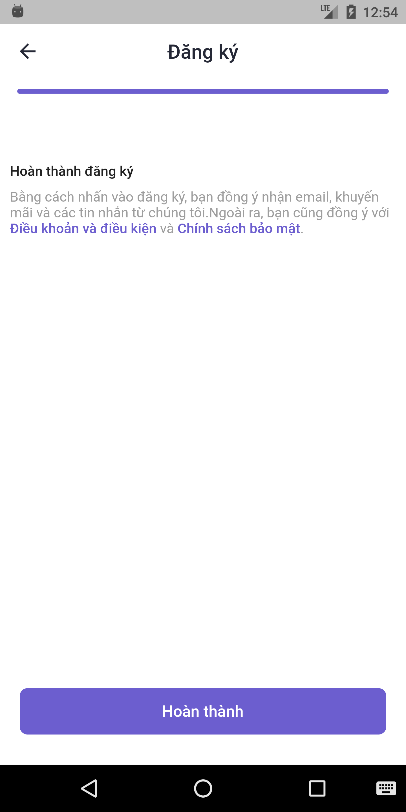 LTE 12:54
Đăng ký
Hoàn thành đăng ký
Bằng cách nhấn vào đăng ký, bạn đồng ý nhận email, khuyến
mãi và các tin nhắn từ chúng tôi.Ngoài ra, bạn cũng đồng ý với
Điều khoản và điều kiện và Chính sách bảo mật.
Hoàn thành